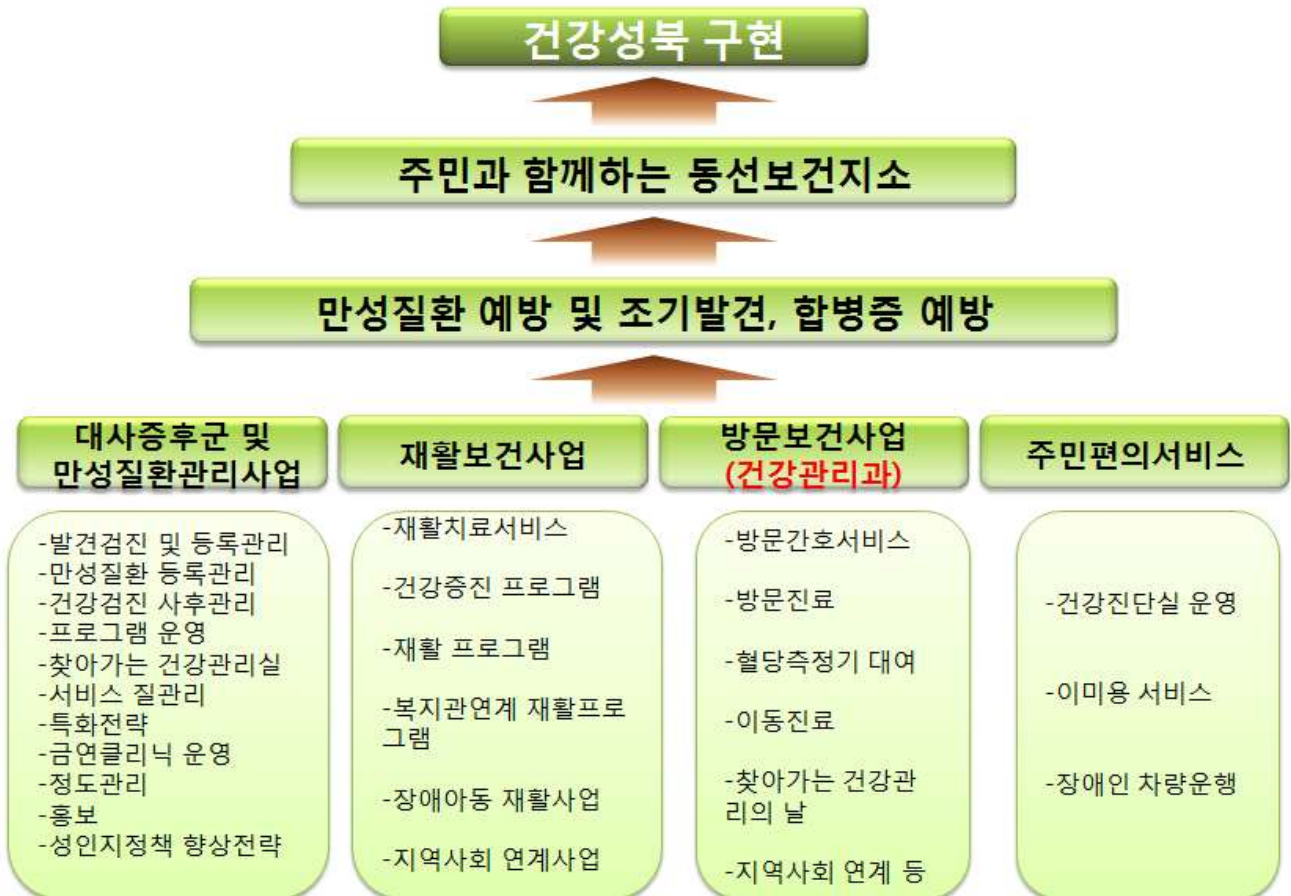 건강성북 구현
주민과 함께하는 동선보건지소
만성질환 예방 및 조기발견, 합병증 예방
대사증후군 및
만성질환관리사업
-발견검진 및 등록관리
-만성질환 등록관리
-건강검진 사후관리
-프로그램 운영
-찾아가는 건강관리실
-서비스 질관리
-특화전략
-금연클리닉 운영
-정도관리
-홍보
-성인지정책 향상전략
재활보건사업
-재활치료서비스
-건강증진 프로그램
-재활 프로그램
-복지관연계 재활프로
그램
-장애아동 재활사업
-지역사회 연계사업
방문보건사업
(건강관리과)
-방문간호서비스
-방문진료
-혈당측정기 대여
-이동진료
-찾아가는 건강관
리의 날
-지역사회 연계 등
주민편의서비스
-건강진단실 운영
-이미용 서비스
-장애인 차량운행